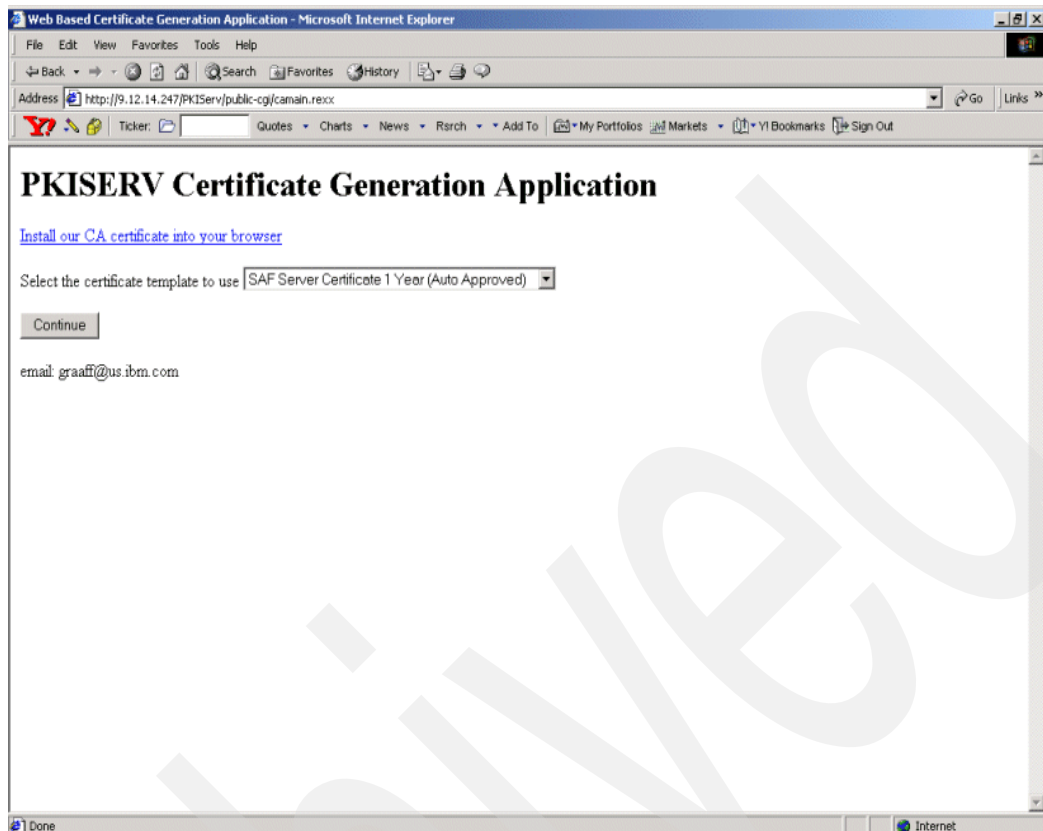 Web Based Certificate Generation Application - Microsoft Internet Explorer
File Edit View Favorites Tools Help
Back Search Favorites History
Address http://9.12.14.247/PKIServ/public-cgi/camain.rexx Go Links »
Y! Ticker: Quotes Charts News Rsrch Add To My Portfolios Markets Y! Bookmarks Sign Out
PKISERV Certificate Generation Application
Install our CA certificate into your browser
Select the certificate template to use SAF Server Certificate 1 Year (Auto Approved)
Continue
email: graaff@us.ibm.com
hived
Done Internet